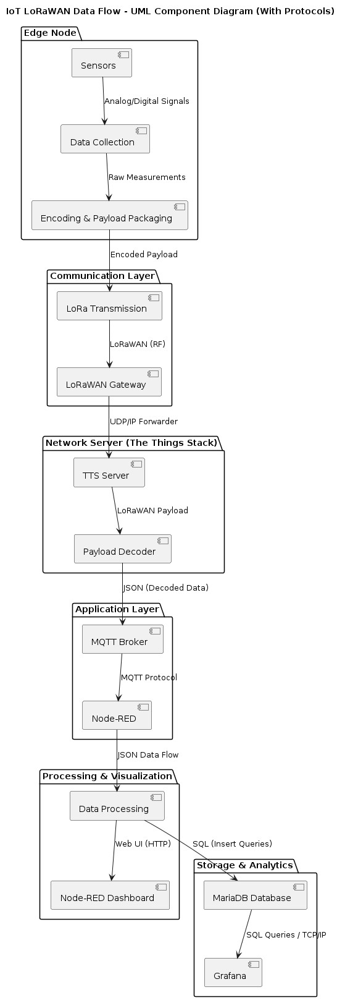 IoT LoRaWAN Data Flow - UML Component Diagram (With Protocols)
Edge Node
Sensors
Analog/Digital Signals
Data Collection
Raw Measurements
Encoding & Payload Packaging
Encoded Payload
Communication Layer
LoRa Transmission
LoRaWAN (RF)
LoRaWAN Gateway
UDP/IP Forwarder
Network Server (The Things Stack)
TTS Server
LoRaWAN Payload
Payload Decoder
JSON (Decoded Data)
Application Layer
MQTT Broker
MQTT Protocol
Node-RED
JSON Data Flow
Processing & Visualization
Data Processing
Web UI (HTTP)
SQL (Insert Queries)
Storage & Analytics
Node-RED Dashboard
MariaDB Database
SQL Queries / TCP/IP
Grafana